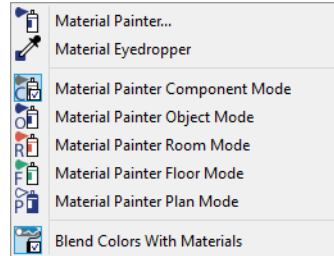 Material Painter...
Material Eyedropper
Material Painter Component Mode
Material Painter Object Mode
Material Painter Room Mode
Material Painter Floor Mode
Material Painter Plan Mode
Blend Colors With Materials